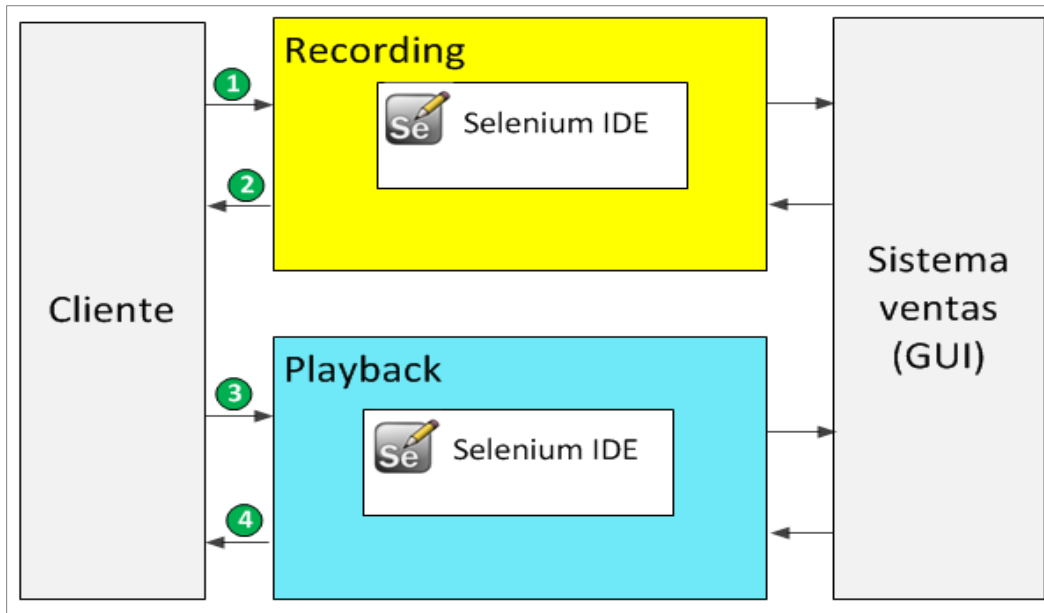 Recording
1
Se Selenium IDE
2
Cliente
Sistema
ventas
(GUI)
Playback
3
Se Selenium IDE
4